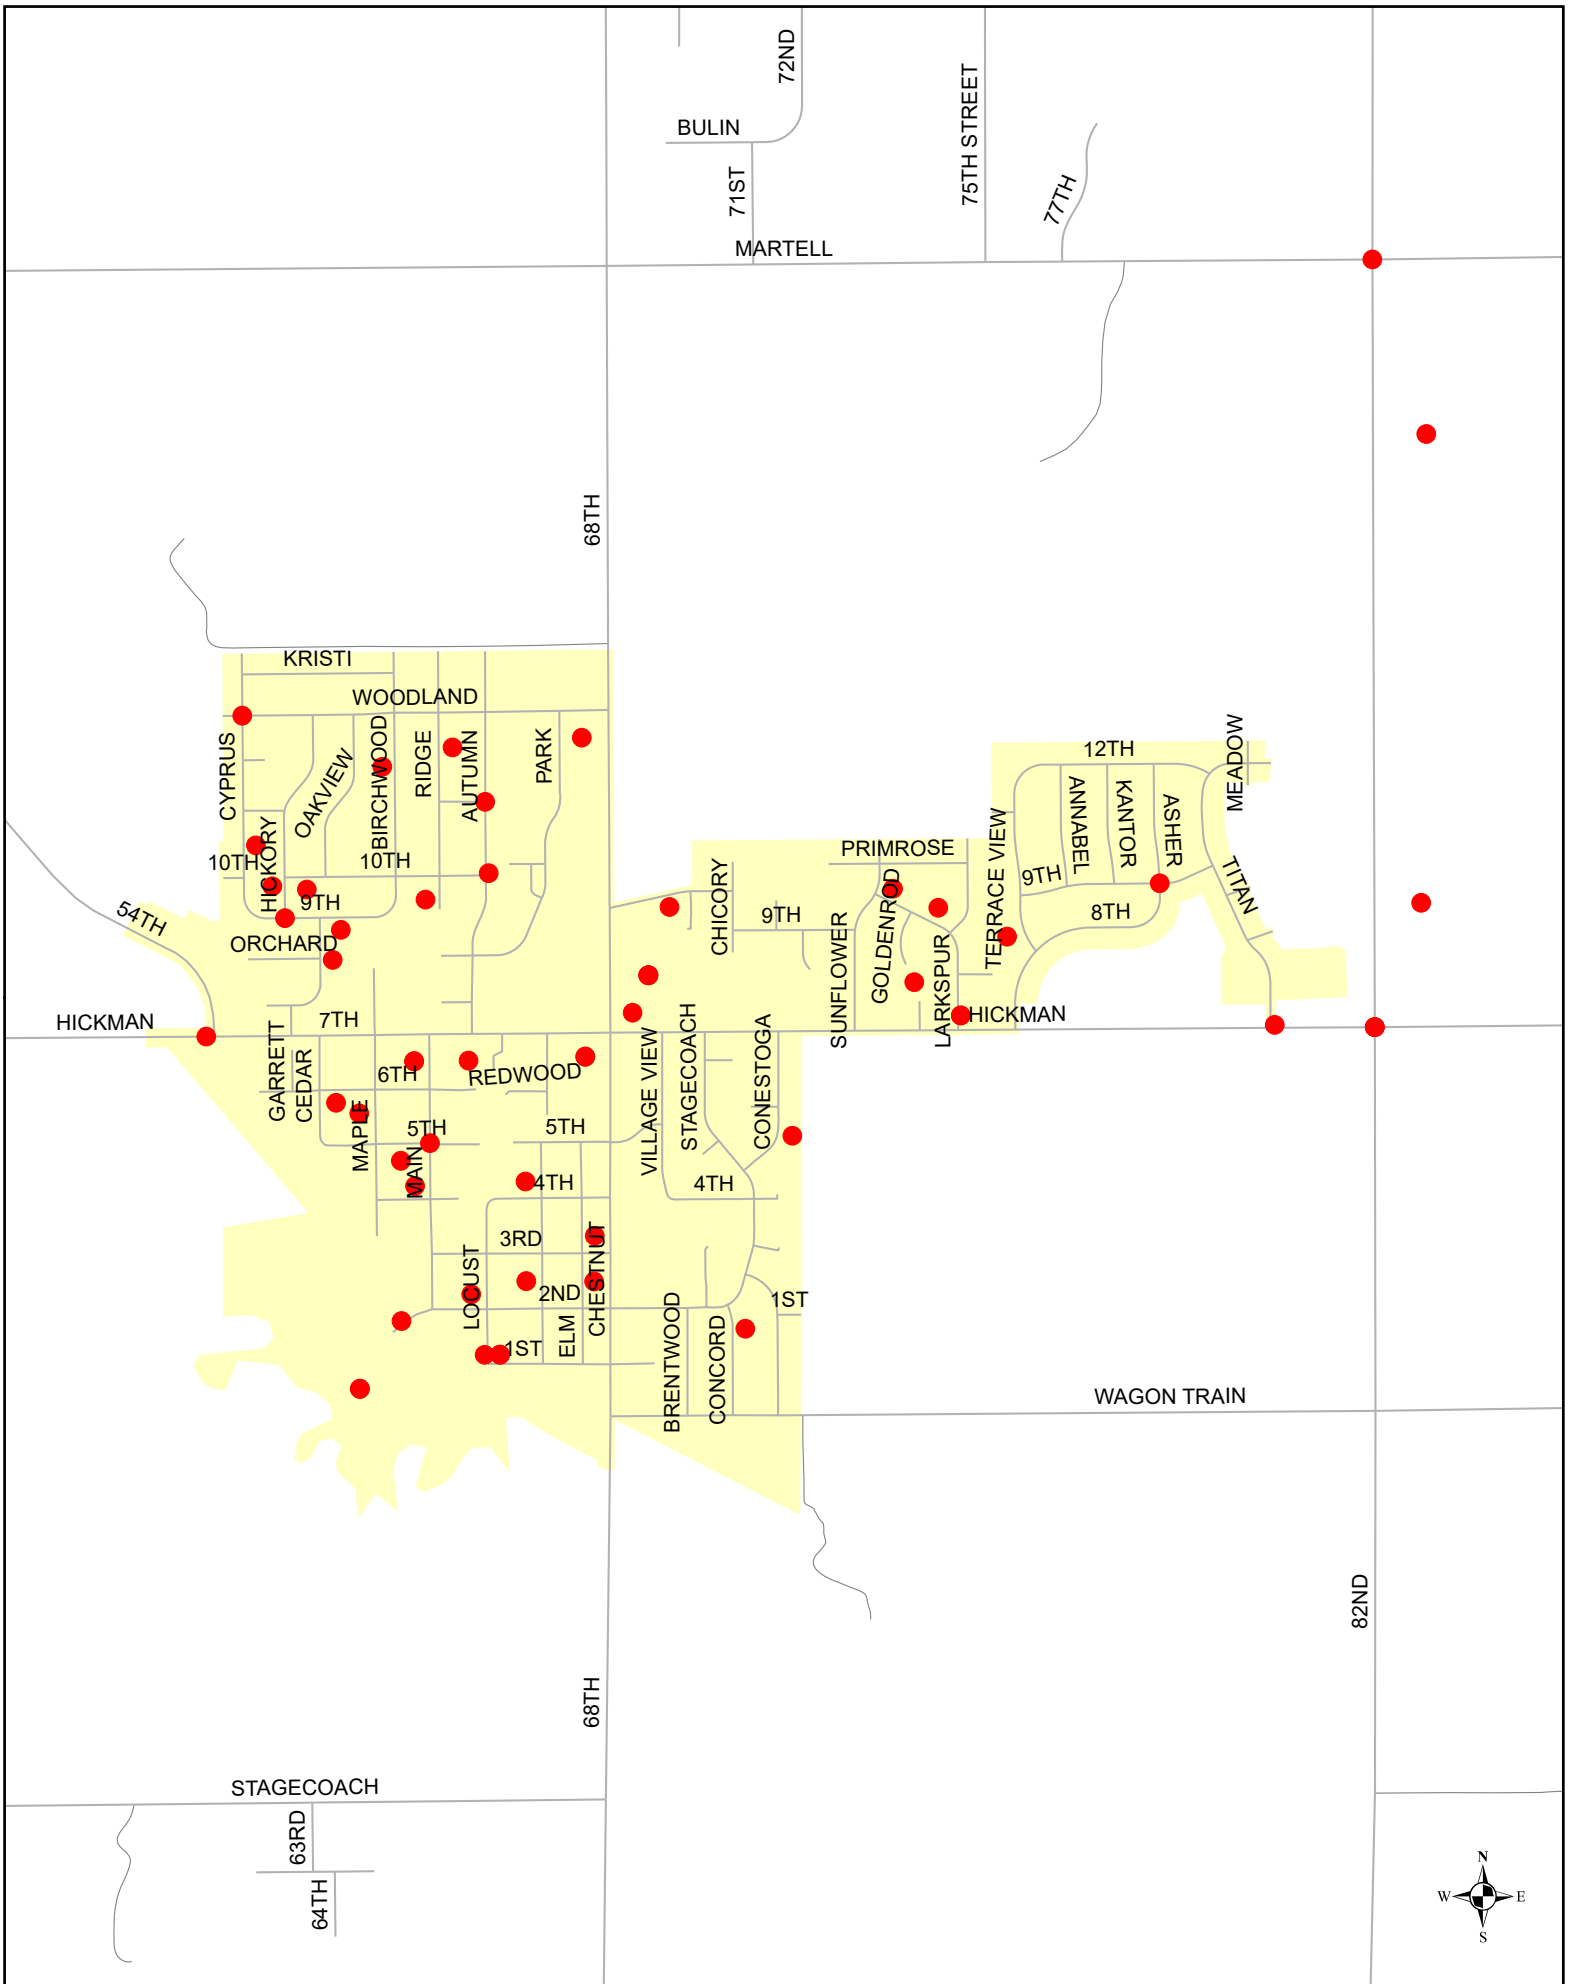 72ND
BULIN
75TH STREET
71ST
77TH
MARTELL
68TH
KRISTI
WOODLAND
CYPRUS
OAKVIEW
BIRCHWOOD
RIDGE
AUTUMN
PARK
12TH
MEADOW
ANNABEL
KANTOR
ASHER
10TH
HICKORY
10TH
PRIMROSE
TERRACE VIEW
9TH
TITAN
54TH
9TH
CHICORY
9TH
GOLDENROD
8TH
ORCHARD
SUNFLOWER
LARKSPUR
HICKMAN
7TH
HICKMAN
GARRETT
CEDAR
6TH
REDWOOD
VILLAGE VIEW
STAGECOACH
CONESTOGA
MAPLE
5TH
5TH
MAIN
4TH
4TH
3RD
CHESTNUT
LOCUST
2ND
1ST
1ST
ELM
BRENTWOOD
CONCORD
WAGON TRAIN
82ND
68TH
STAGECOACH
63RD
64TH
N
W
E
S